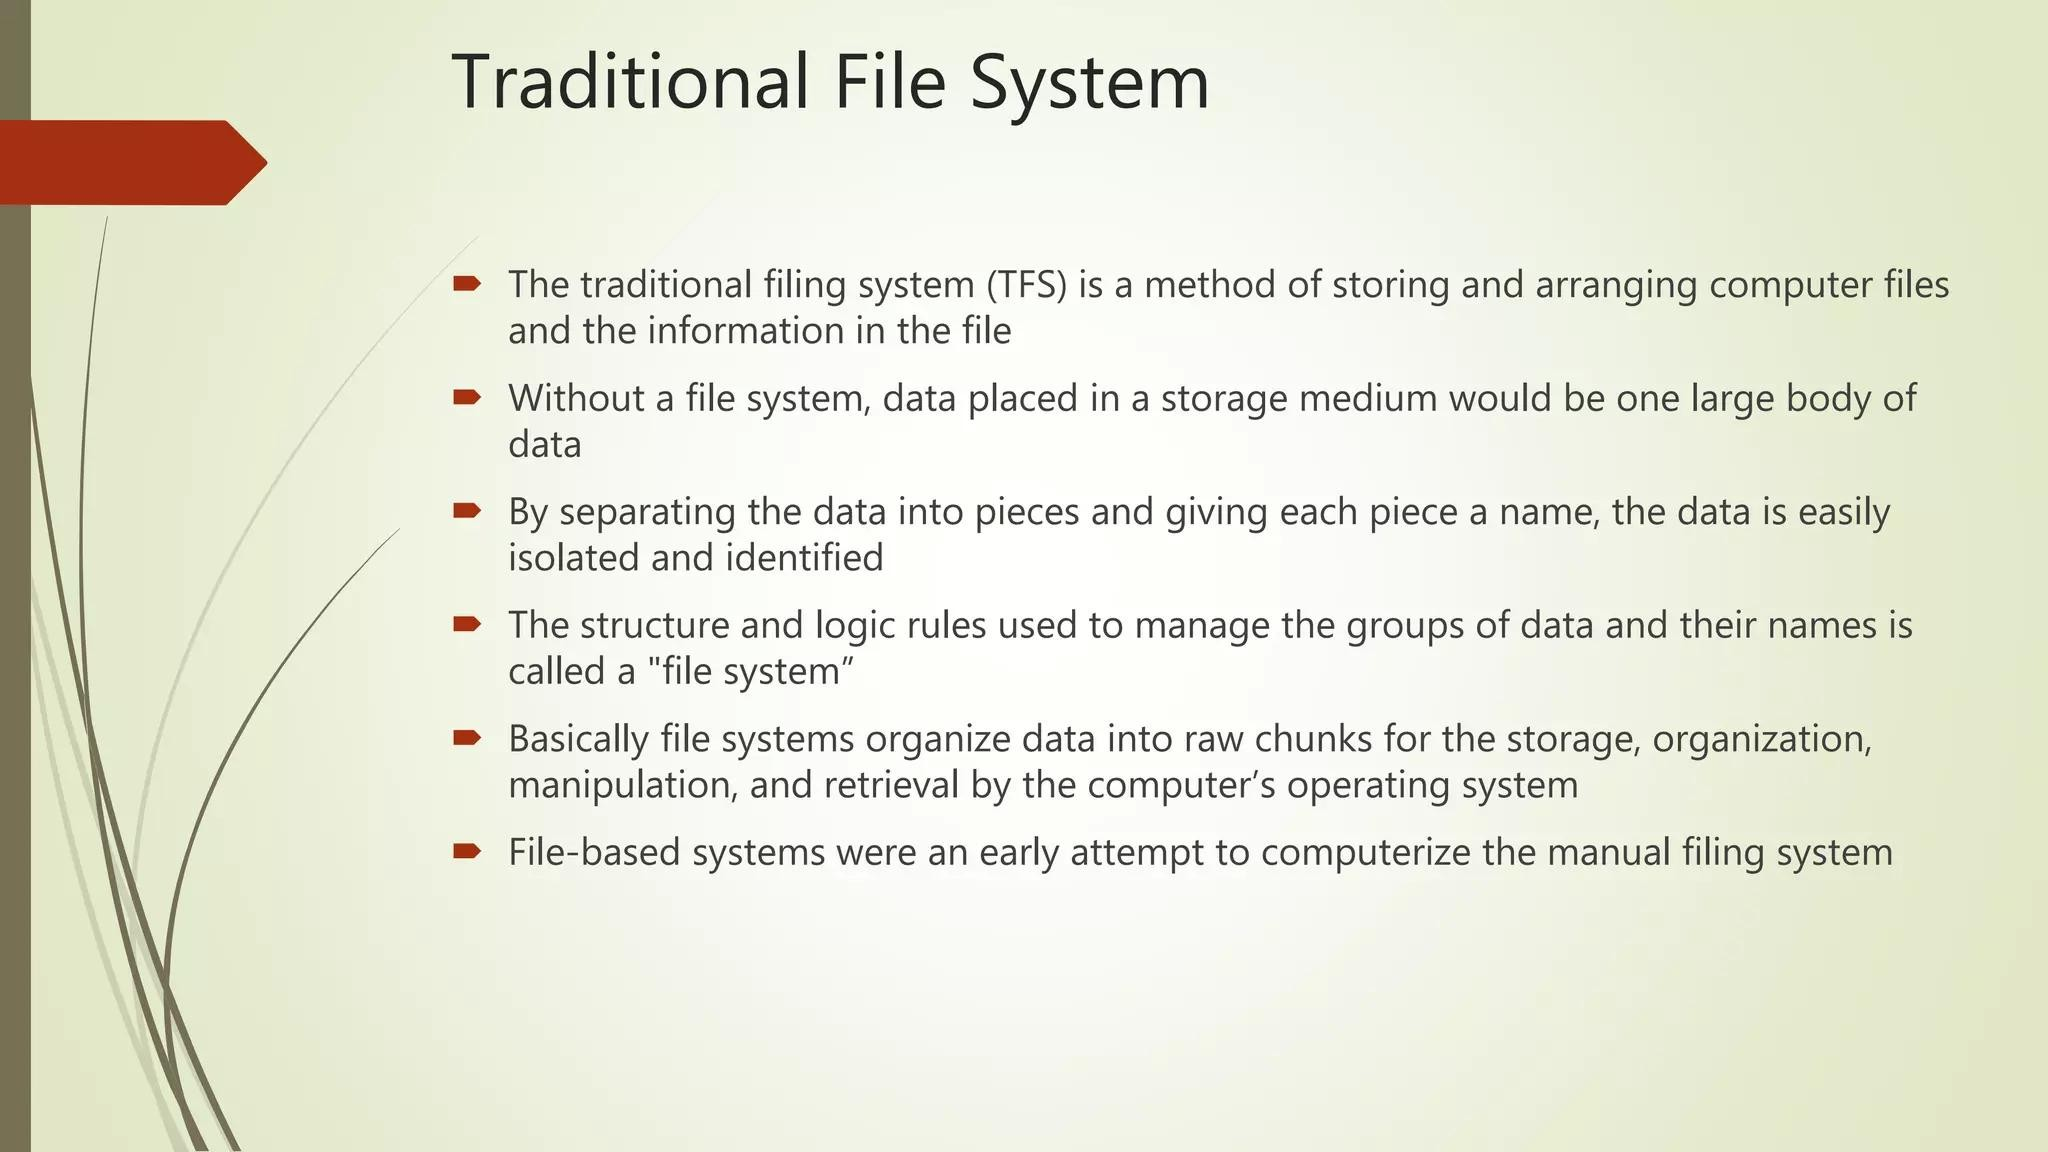 Traditional File System
The traditional filing system (TFS) is a method of storing and arranging computer files
and the information in the file
Without a file system, data placed in a storage medium would be one large body of
data
By separating the data into pieces and giving each piece a name, the data is easily
isolated and identified
The structure and logic rules used to manage the groups of data and their names is
called a "file system”
Basically file systems organize data into raw chunks for the storage, organization,
manipulation, and retrieval by the computer’s operating system
File-based systems were an early attempt to computerize the manual filing system